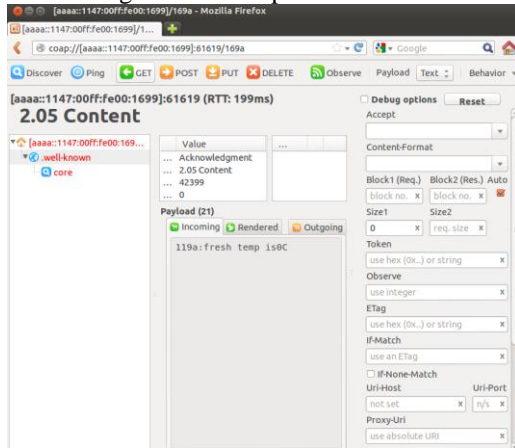 [aaaa::1147:00ff:fe00:1699]/169a - Mozilla Firefox
[aaaa::1147:00ff:fe00:1699]/1...
coap://[aaaa::1147:00ff:fe00:1699]:61619/169a
Google
Discover Ping GET POST PUT DELETE Observe Payload Text Behavior
[aaaa::1147:00ff:fe00:1699]:61619 (RTT: 199ms)
2.05 Content
Debug options Reset
Accept
[aaaa::1147:00ff:fe00:169...
.well-known
core
Value ...
... Acknowledgment
... 2.05 Content
... 42399
... 0
Payload (21)
Incoming Rendered Outgoing
119a:fresh temp is0C
Content-Format
Block1 (Req.) Block2 (Res.) Auto
block no. x block no. x
Size1 Size2
0 x req. size x
Token
use hex (0x..) or string x
Observe
use integer x
ETag
use hex (0x..) or string x
If-Match
use an ETag x
If-None-Match
Uri-Host Uri-Port
not set x n/s x
Proxy-Uri
use absolute URI x